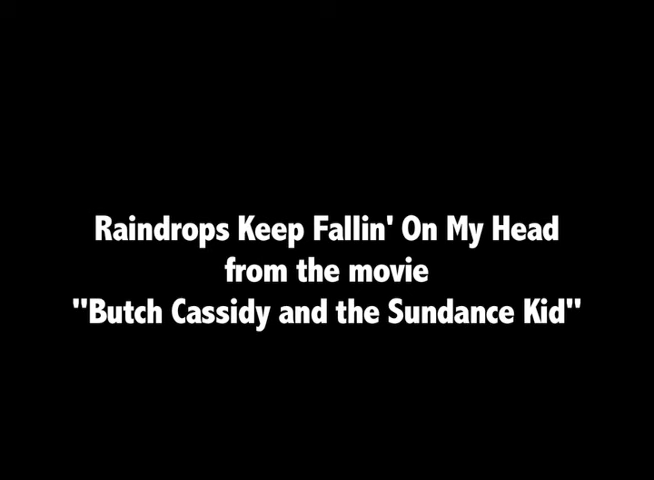 Raindrops Keep Fallin' On My Head
from the movie
"Butch Cassidy and the Sundance Kid"